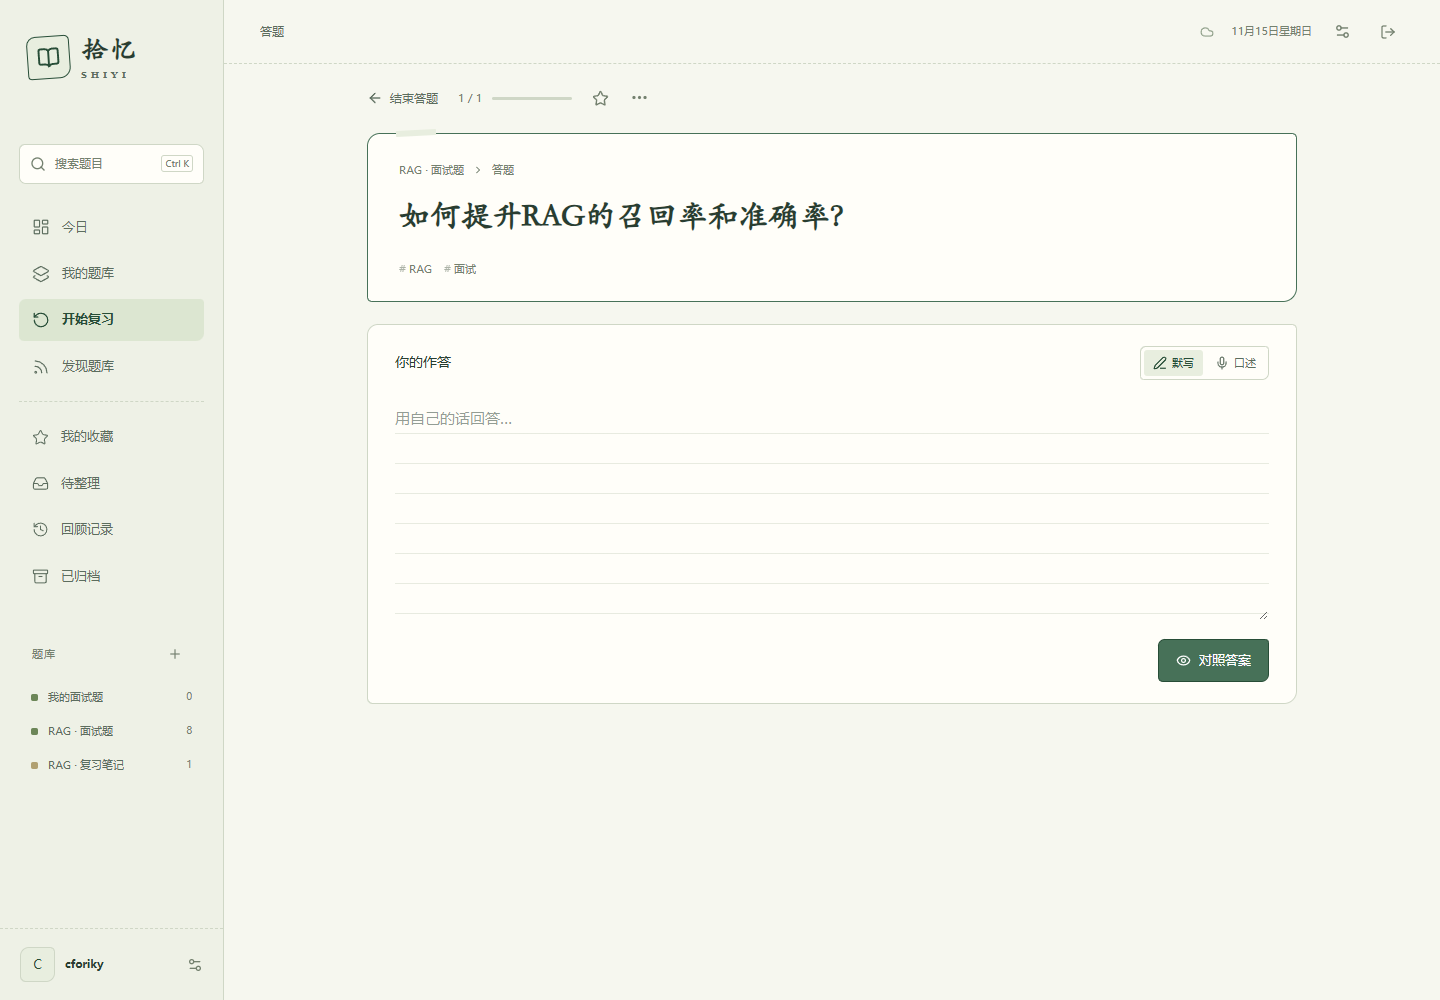 拾忆
SHIYI
搜索题目 Ctrl K
今日
我的题库
开始复习
发现题库
我的收藏
待整理
回顾记录
已归档
题库
我的面试题 0
RAG · 面试题 8
RAG · 复习笔记 1
C cforiky
答题
11月15日星期日
结束答题 1 / 1
RAG · 面试题 > 答题
如何提升RAG的召回率和准确率?
# RAG # 面试
你的作答
默写 口述
用自己的话回答...
对照答案